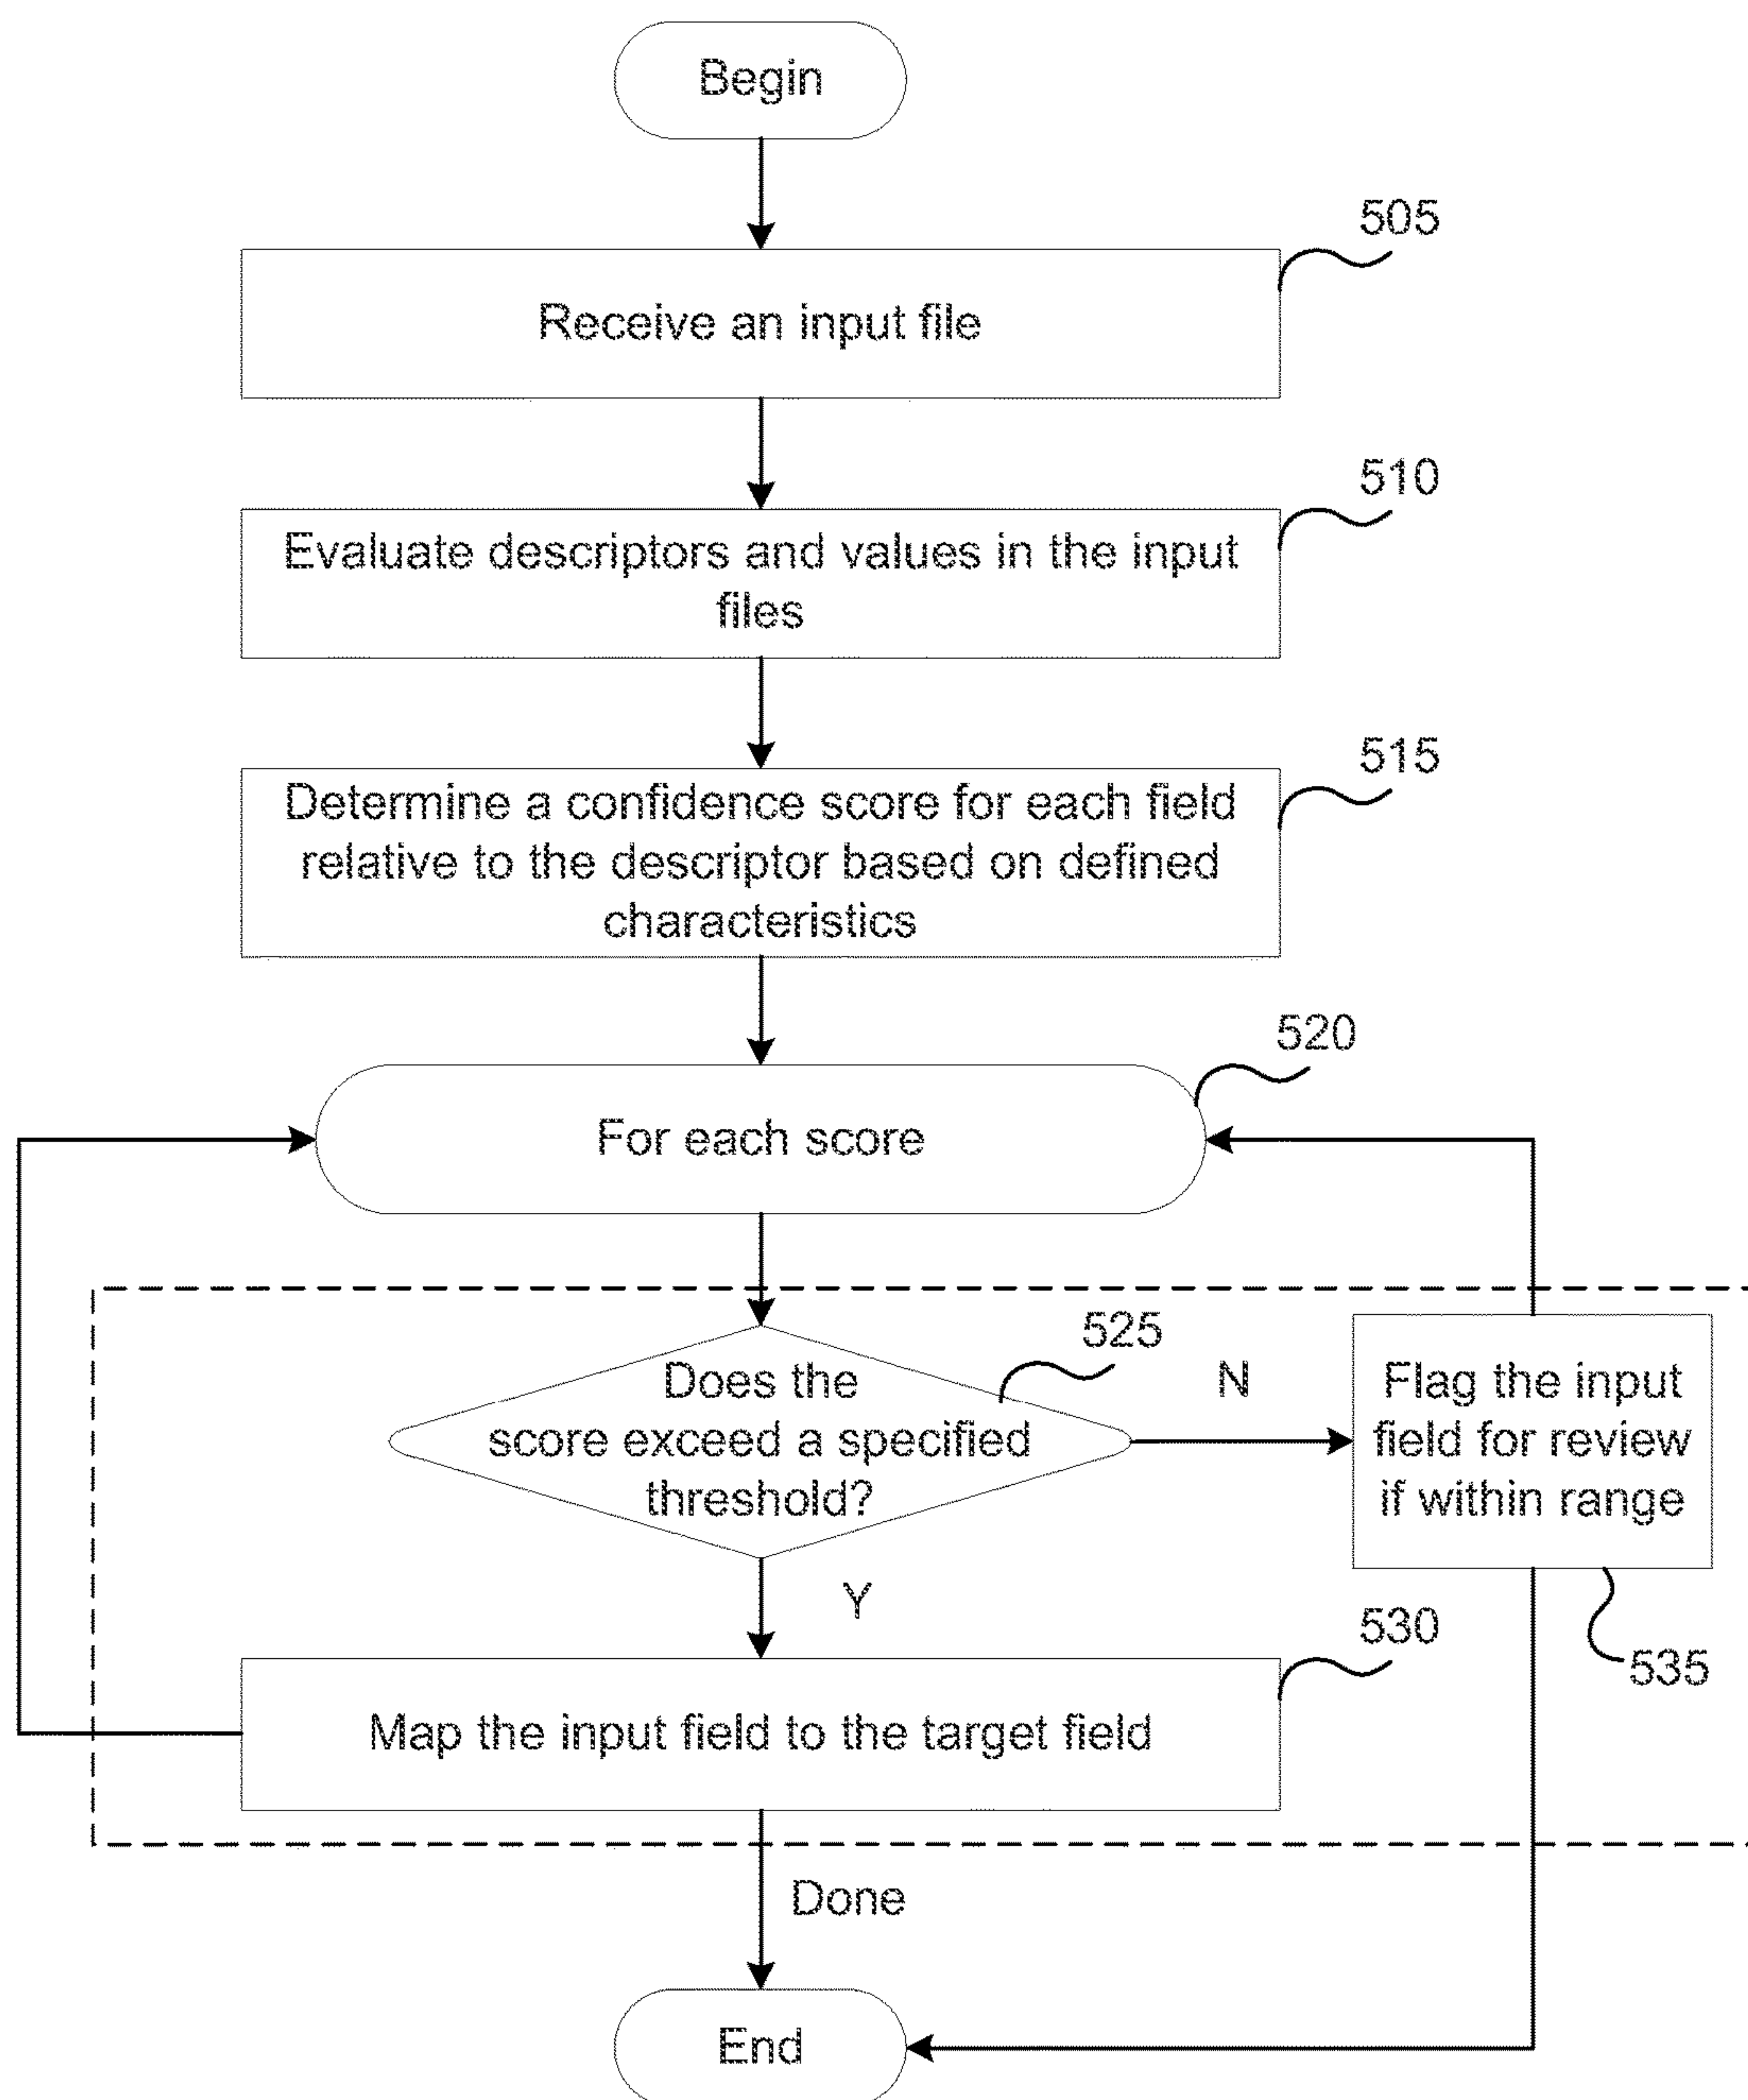 Begin
505
Receive an input file
510
Evaluate descriptors and values in the input
files
515
Determine a confidence score for each field
relative to the descriptor based on defined
characteristics
520
For each score
525
Does the
score exceed a specified
threshold?
N
Flag the input
field for review
if within range
535
Y
530
Map the input field to the target field
Done
End